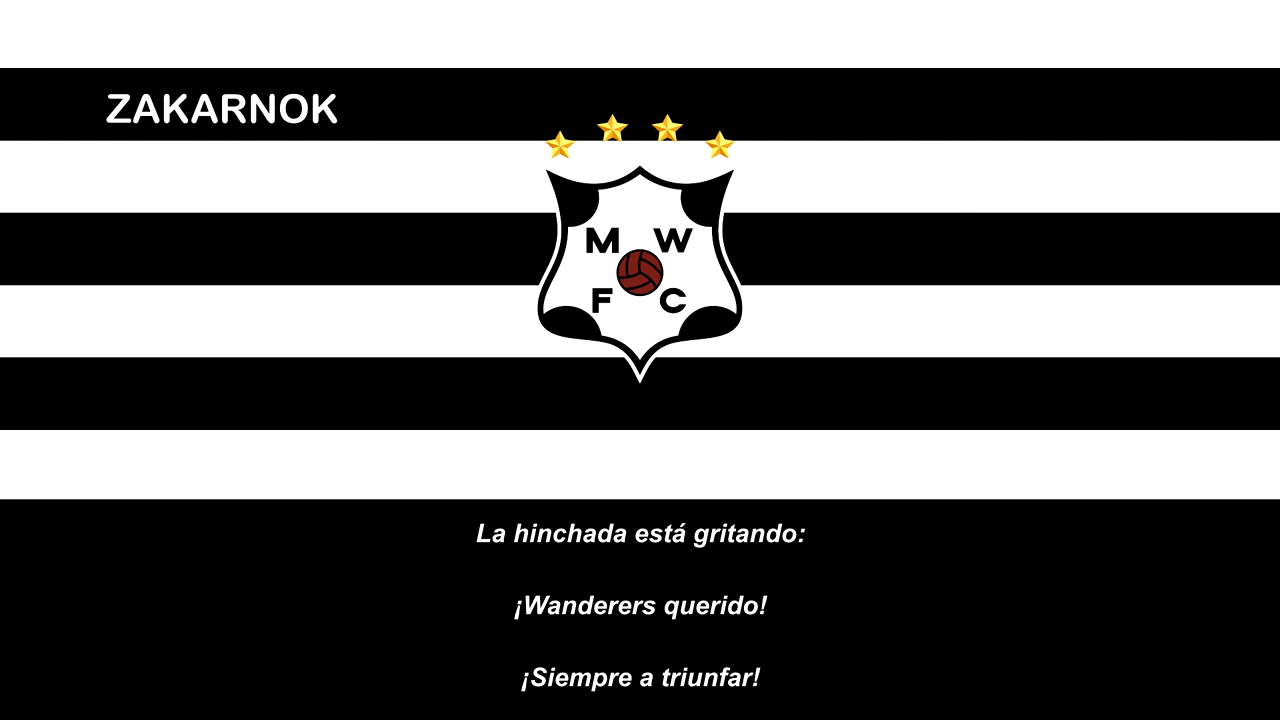 ZAKARNOK
M W
F C
La hinchada está gritando:
¡Wanderers querido!
¡Siempre a triunfar!